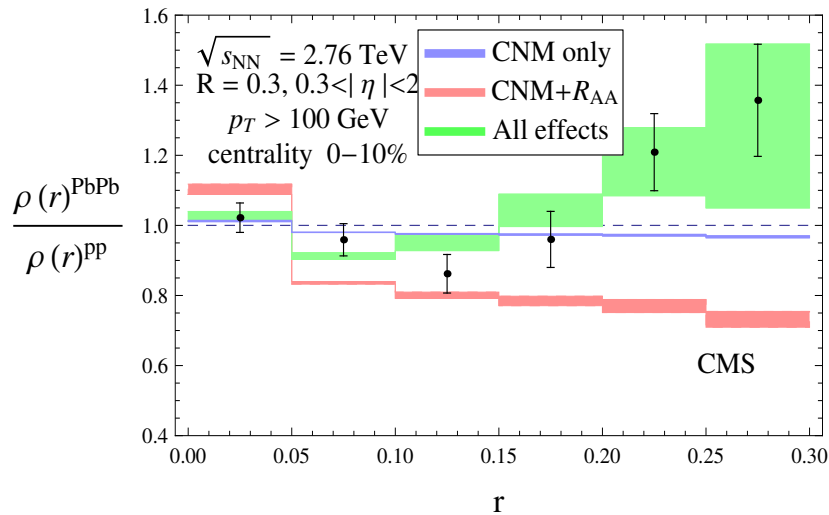 √s_NN = 2.76 TeV
R = 0.3, 0.3<| η |<2
p_T > 100 GeV
centrality 0−10%
CNM only
CNM+R_AA
All effects
ρ (r)^PbPb
ρ (r)^pp
CMS
1.6
1.4
1.2
1.0
0.8
0.6
0.4
0.00 0.05 0.10 0.15 0.20 0.25 0.30
r